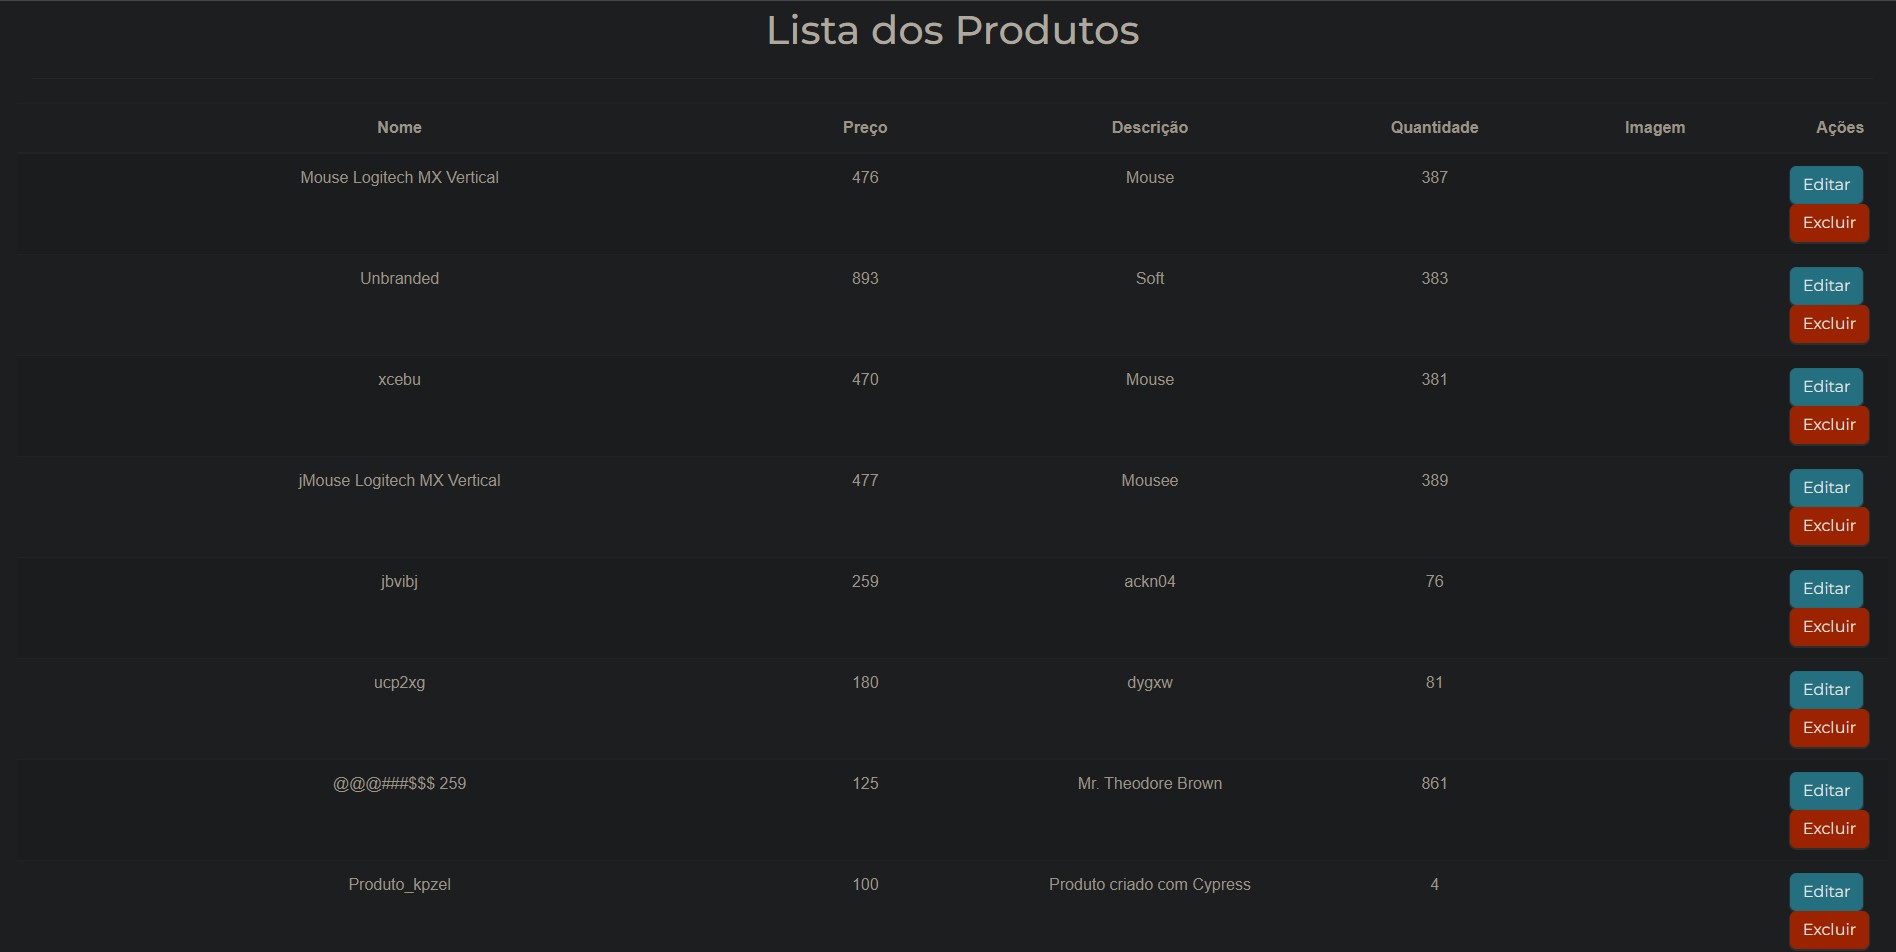 Lista dos Produtos
Nome Preço Descrição Quantidade Imagem Ações
Mouse Logitech MX Vertical 476 Mouse 387 Editar
Excluir
Unbranded 893 Soft 383 Editar
Excluir
xcebu 470 Mouse 381 Editar
Excluir
jMouse Logitech MX Vertical 477 Mousee 389 Editar
Excluir
jbvibj 259 ackn04 76 Editar
Excluir
ucp2xg 180 dygxw 81 Editar
Excluir
@@@###$$$ 259 125 Mr. Theodore Brown 861 Editar
Excluir
Produto_kpzel 100 Produto criado com Cypress 4 Editar
Excluir